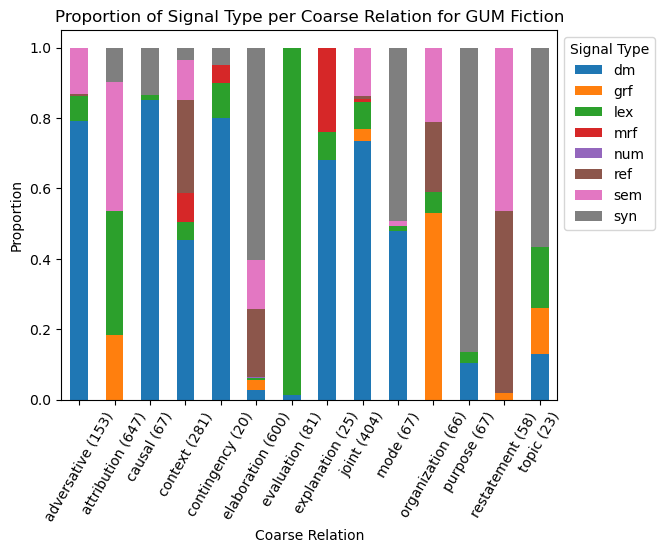 Proportion of Signal Type per Coarse Relation for GUM Fiction
Signal Type
dm
grf
lex
mrf
num
ref
sem
syn
Proportion
1.0
0.8
0.6
0.4
0.2
0.0
adversative (153)
attribution (647)
causal (67)
context (281)
contingency (20)
elaboration (600)
evaluation (81)
explanation (25)
joint (404)
mode (67)
organization (66)
purpose (67)
restatement (58)
topic (23)
Coarse Relation